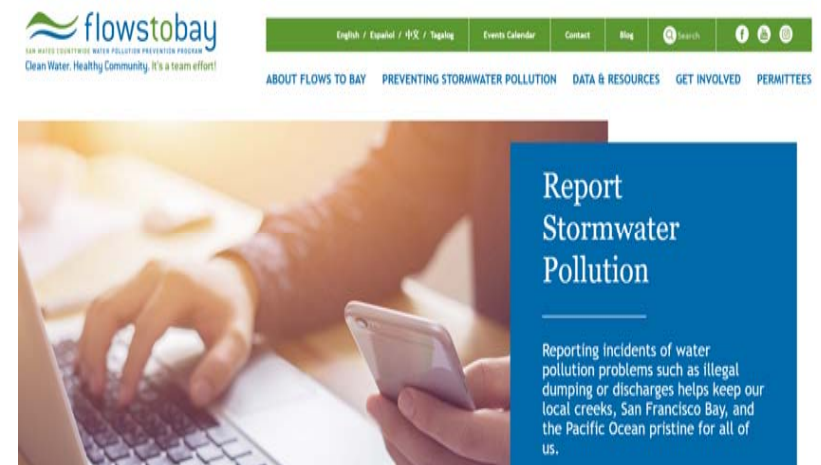 flowstobay
SAN MATEO COUNTYWIDE WATER POLLUTION PREVENTION PROGRAM
Clean Water. Healthy Community. It's a team effort!
English / Español / 中文 / Tagalog
Events Calendar
Contact
Blog
Search
ABOUT FLOWS TO BAY
PREVENTING STORMWATER POLLUTION
DATA & RESOURCES
GET INVOLVED
PERMITTEES
Report
Stormwater
Pollution
Reporting incidents of water
pollution problems such as illegal
dumping or discharges helps keep our
local creeks, San Francisco Bay, and
the Pacific Ocean pristine for all of
us.